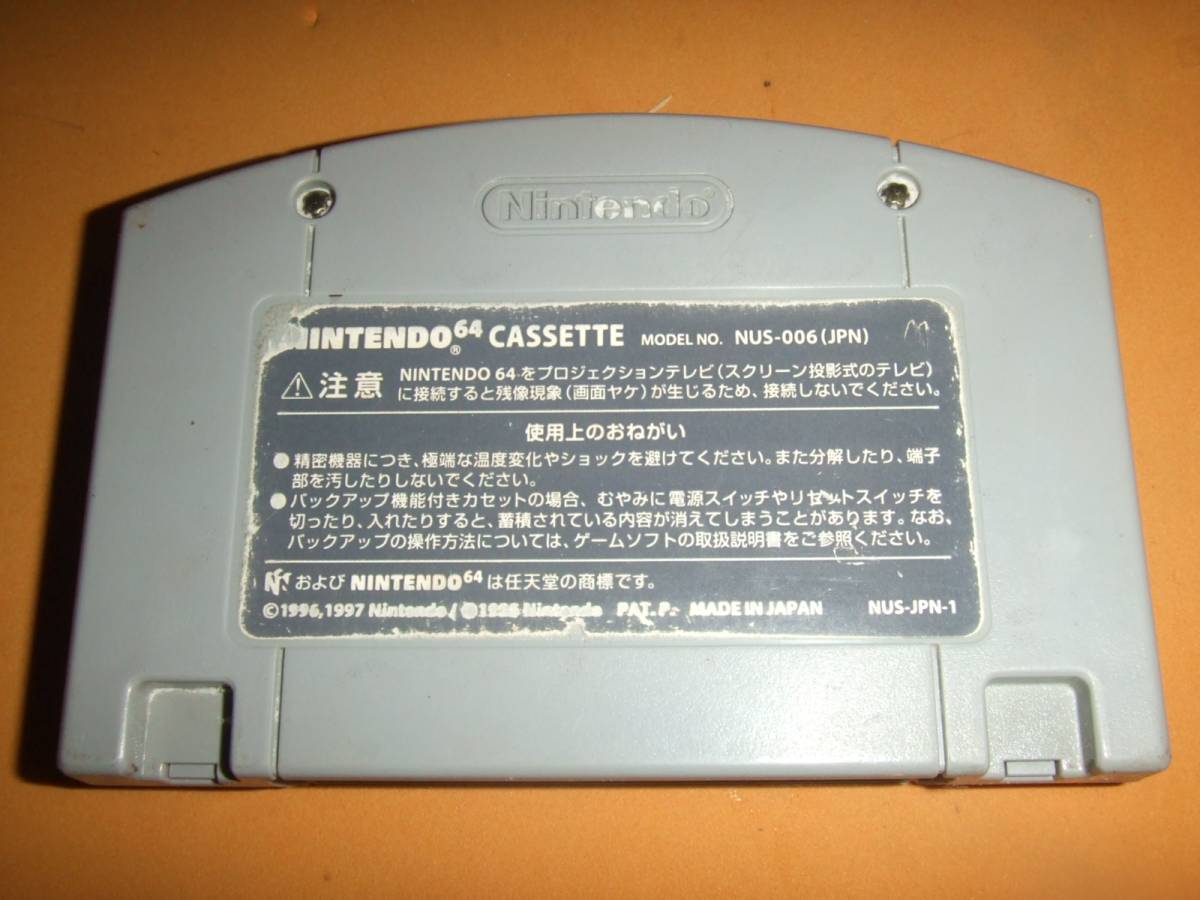 Nintendo
NINTENDO64 ® CASSETTE MODEL NO. NUS-006(JPN)
⚠ 注意 NINTENDO 64 をプロジェクションテレビ(スクリーン投影式のテレビ)
に接続すると残像現象(画面ヤケ)が生じるため、接続しないでください。
使用上のおねがい
●精密機器につき、極端な温度変化やショックを避けてください。また分解したり、端子
部を汚したりしないでください。
●バックアップ機能付きカセットの場合、むやみに電源スイッチやリセットスイッチを
切ったり、入れたりすると、蓄積されている内容が消えてしまうことがあります。なお、
バックアップの操作方法については、ゲームソフトの取扱説明書をご参照ください。
および NINTENDO64 は任天堂の商標です。
©1996,1997 Nintendo / ©1996 Nintendo PAT.P. MADE IN JAPAN NUS-JPN-1